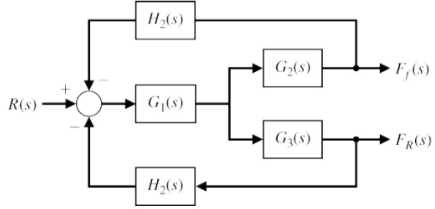 H₂(s)
G₂(s)
F_f(s)
+
−
R(s)
G₁(s)
−
G₃(s)
F_R(s)
H₂(s)